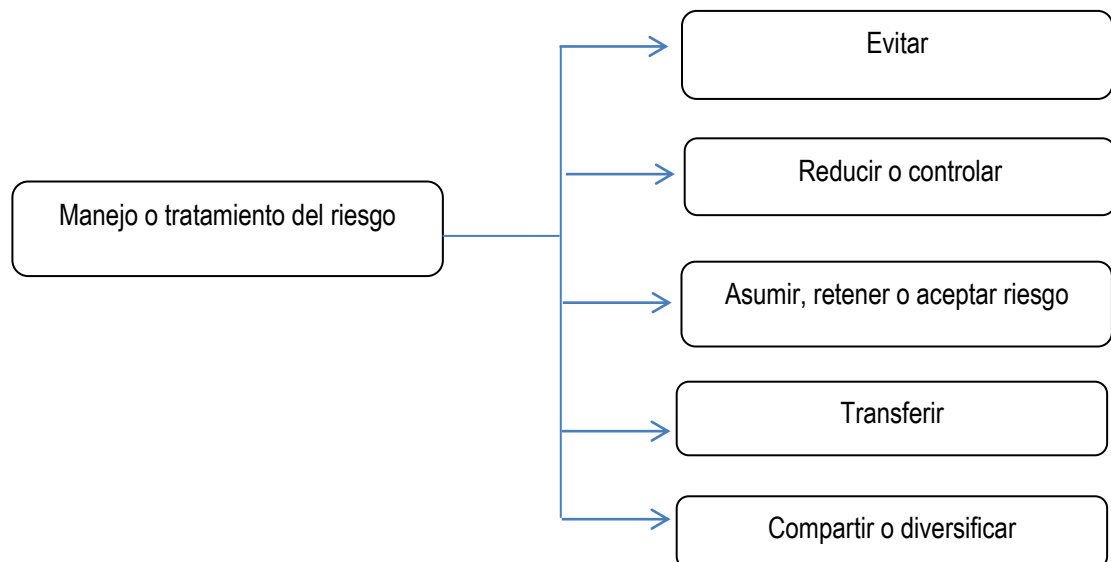 Manejo o tratamiento del riesgo
Evitar
Reducir o controlar
Asumir, retener o aceptar riesgo
Transferir
Compartir o diversificar